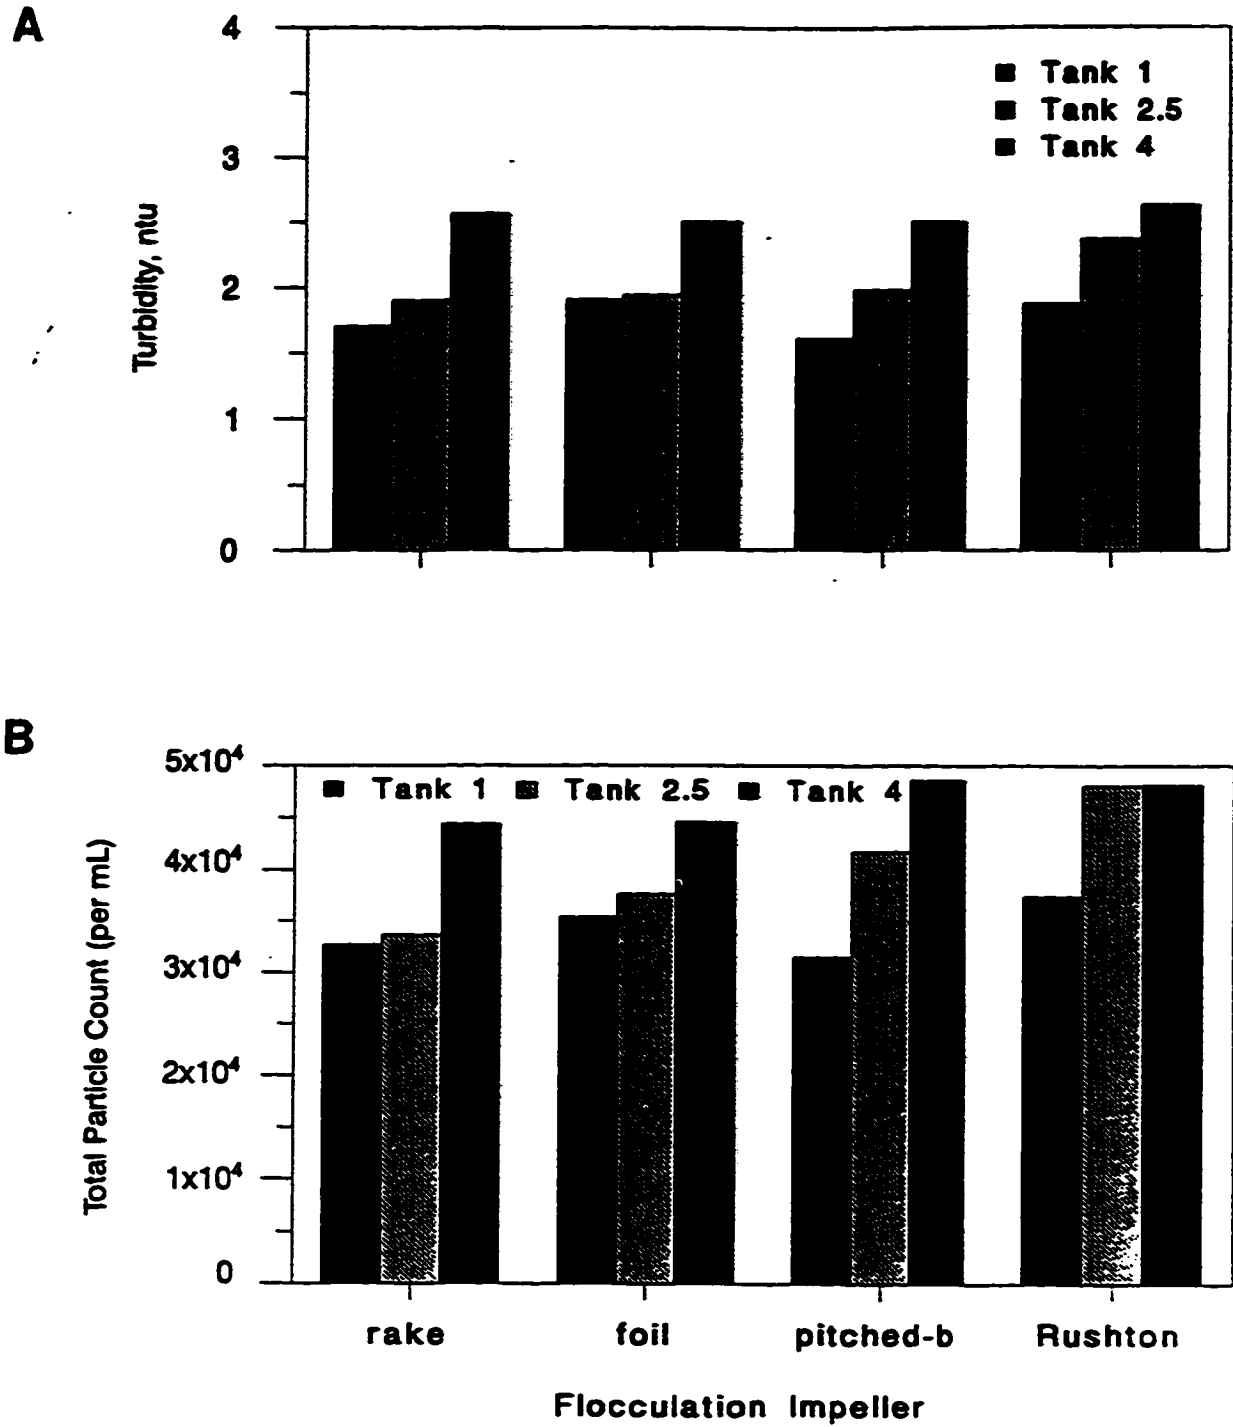 A
4
3
2
1
0
Turbidity, ntu
Tank 1
Tank 2.5
Tank 4
B
5x10⁴
4x10⁴
3x10⁴
2x10⁴
1x10⁴
0
Total Particle Count (per mL)
Tank 1 Tank 2.5 Tank 4
rake foil pitched-b Rushton
Flocculation Impeller